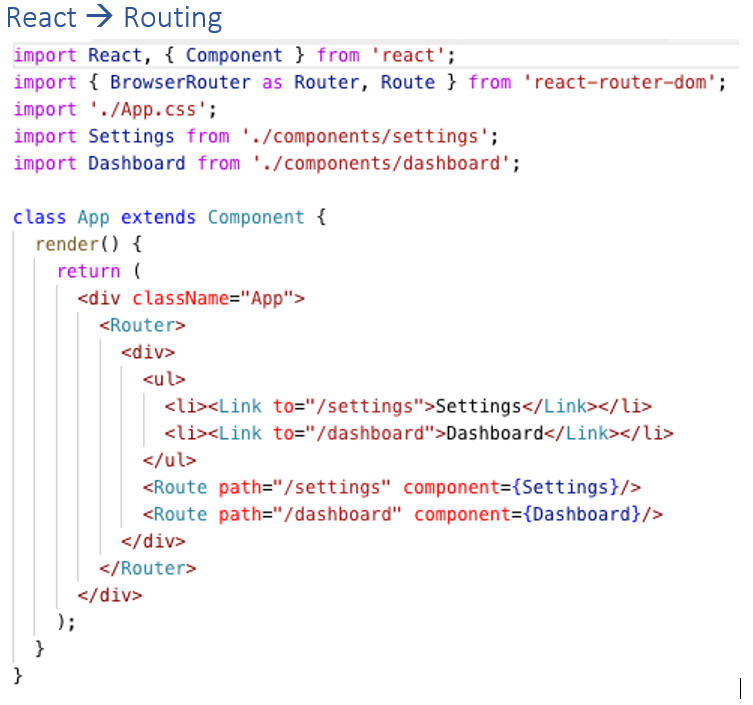 React → Routing
import React, { Component } from 'react';
import { BrowserRouter as Router, Route } from 'react-router-dom';
import './App.css';
import Settings from './components/settings';
import Dashboard from './components/dashboard';

class App extends Component {
  render() {
    return (
      <div className="App">
        <Router>
          <div>
            <ul>
              <li><Link to="/settings">Settings</Link></li>
              <li><Link to="/dashboard">Dashboard</Link></li>
            </ul>
            <Route path="/settings" component={Settings}/>
            <Route path="/dashboard" component={Dashboard}/>
          </div>
        </Router>
      </div>
    );
  }
}